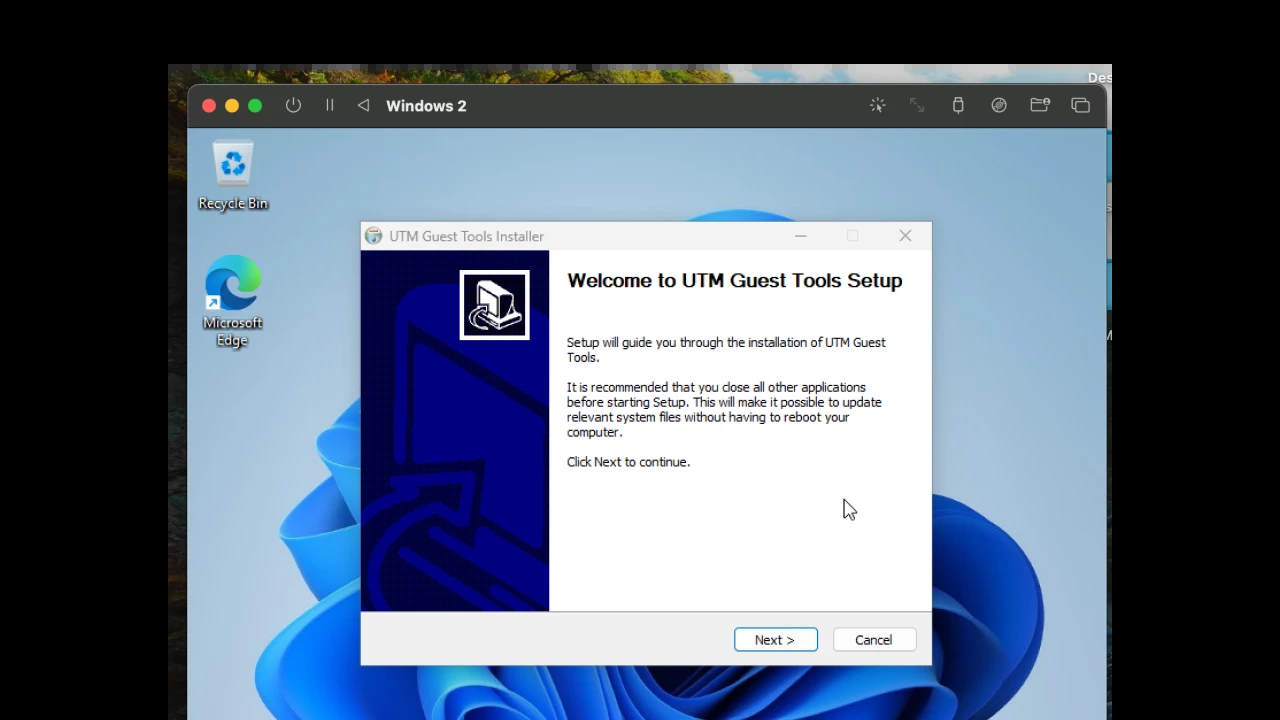 Des
Windows 2
Recycle Bin
UTM Guest Tools Installer
Welcome to UTM Guest Tools Setup
Microsoft
Edge
Setup will guide you through the installation of UTM Guest
Tools.
It is recommended that you close all other applications
before starting Setup. This will make it possible to update
relevant system files without having to reboot your
computer.
Click Next to continue.
Next >
Cancel